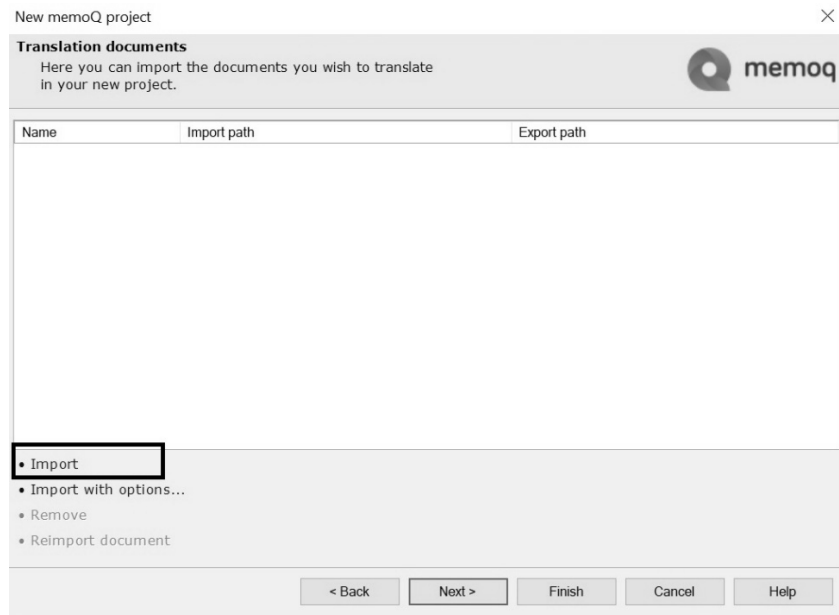 New memoQ project
Translation documents
Here you can import the documents you wish to translate
in your new project.
memoq
Name Import path Export path
• Import
• Import with options...
• Remove
• Reimport document
< Back Next > Finish Cancel Help